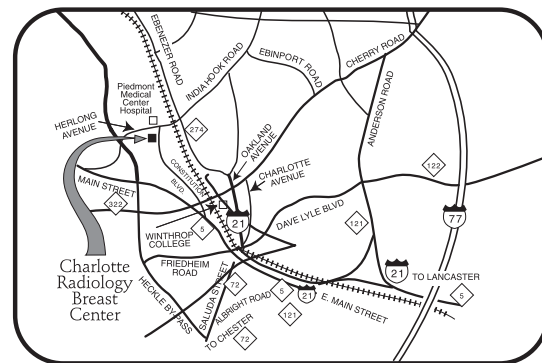 EBENEZER ROAD
INDIA HOOK ROAD
EBINPORT ROAD
CHERRY ROAD
ANDERSON ROAD
Piedmont
Medical
Center
Hospital
HERLONG
AVENUE
274
OAKLAND
AVENUE
CHARLOTTE
AVENUE
CONSTITUTION
BLVD
122
MAIN STREET
322
5
WINTHROP
COLLEGE
21
DAVE LYLE BLVD
121
77
FRIEDHEIM
ROAD
Charlotte
Radiology
Breast
Center
HECKLE BY PASS
SALUDA STREET
72
ALBRIGHT ROAD
5
121
21
E. MAIN STREET
21
TO LANCASTER
5
TO CHESTER
72